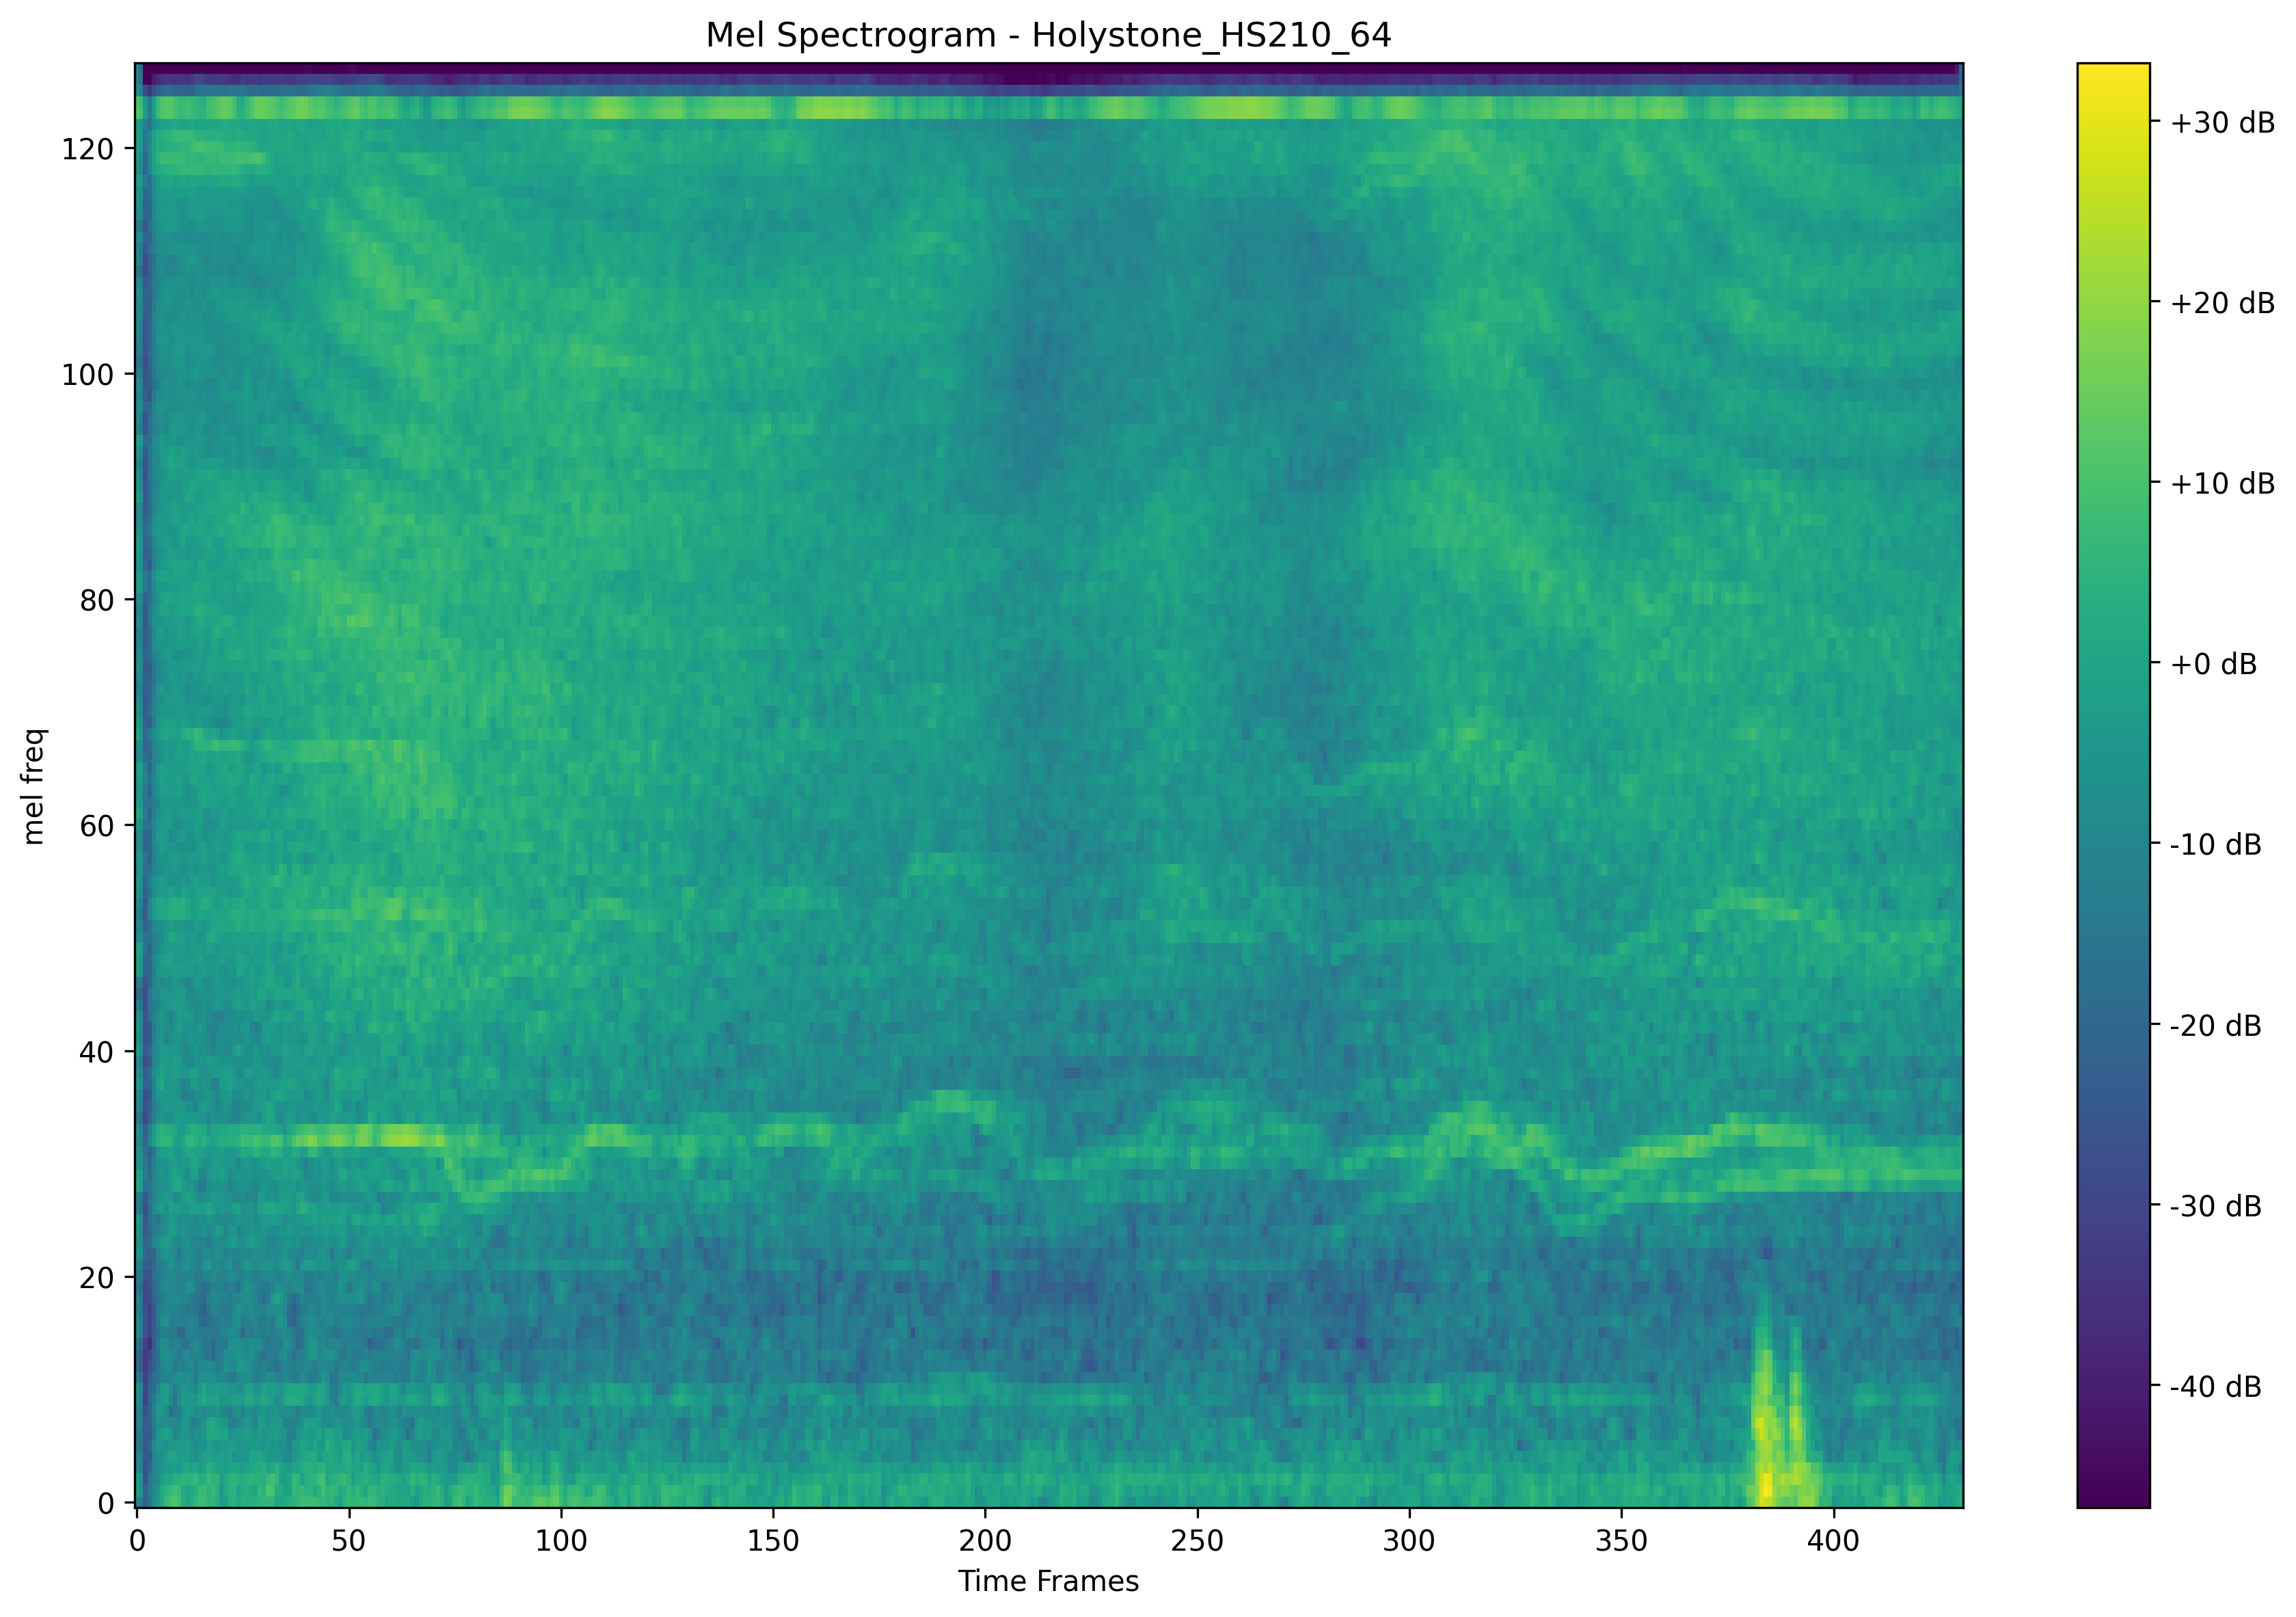 Mel Spectrogram - Holystone_HS210_64
mel freq
120
100
80
60
40
20
0
0 50 100 150 200 250 300 350 400
Time Frames
+30 dB
+20 dB
+10 dB
+0 dB
-10 dB
-20 dB
-30 dB
-40 dB